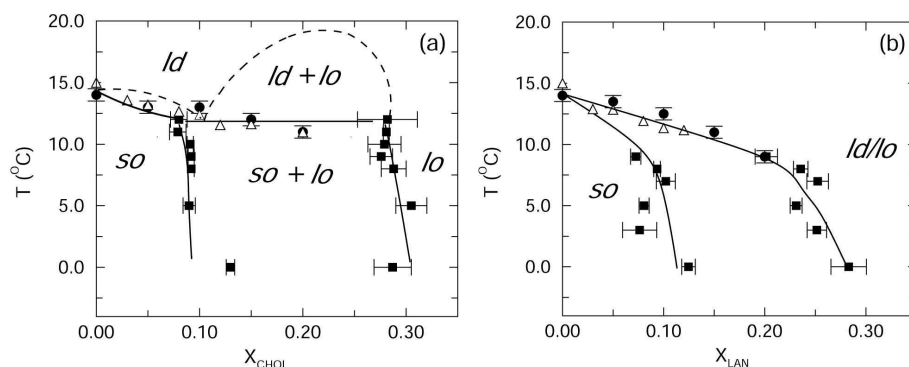 (a)
ld
ld + lo
so
so + lo
lo
T (°C)
20.0
15.0
10.0
5.0
0.0
0.00
0.10
0.20
0.30
X_CHOL
(b)
so
ld/lo
T (°C)
20.0
15.0
10.0
5.0
0.0
0.00
0.10
0.20
0.30
X_LAN